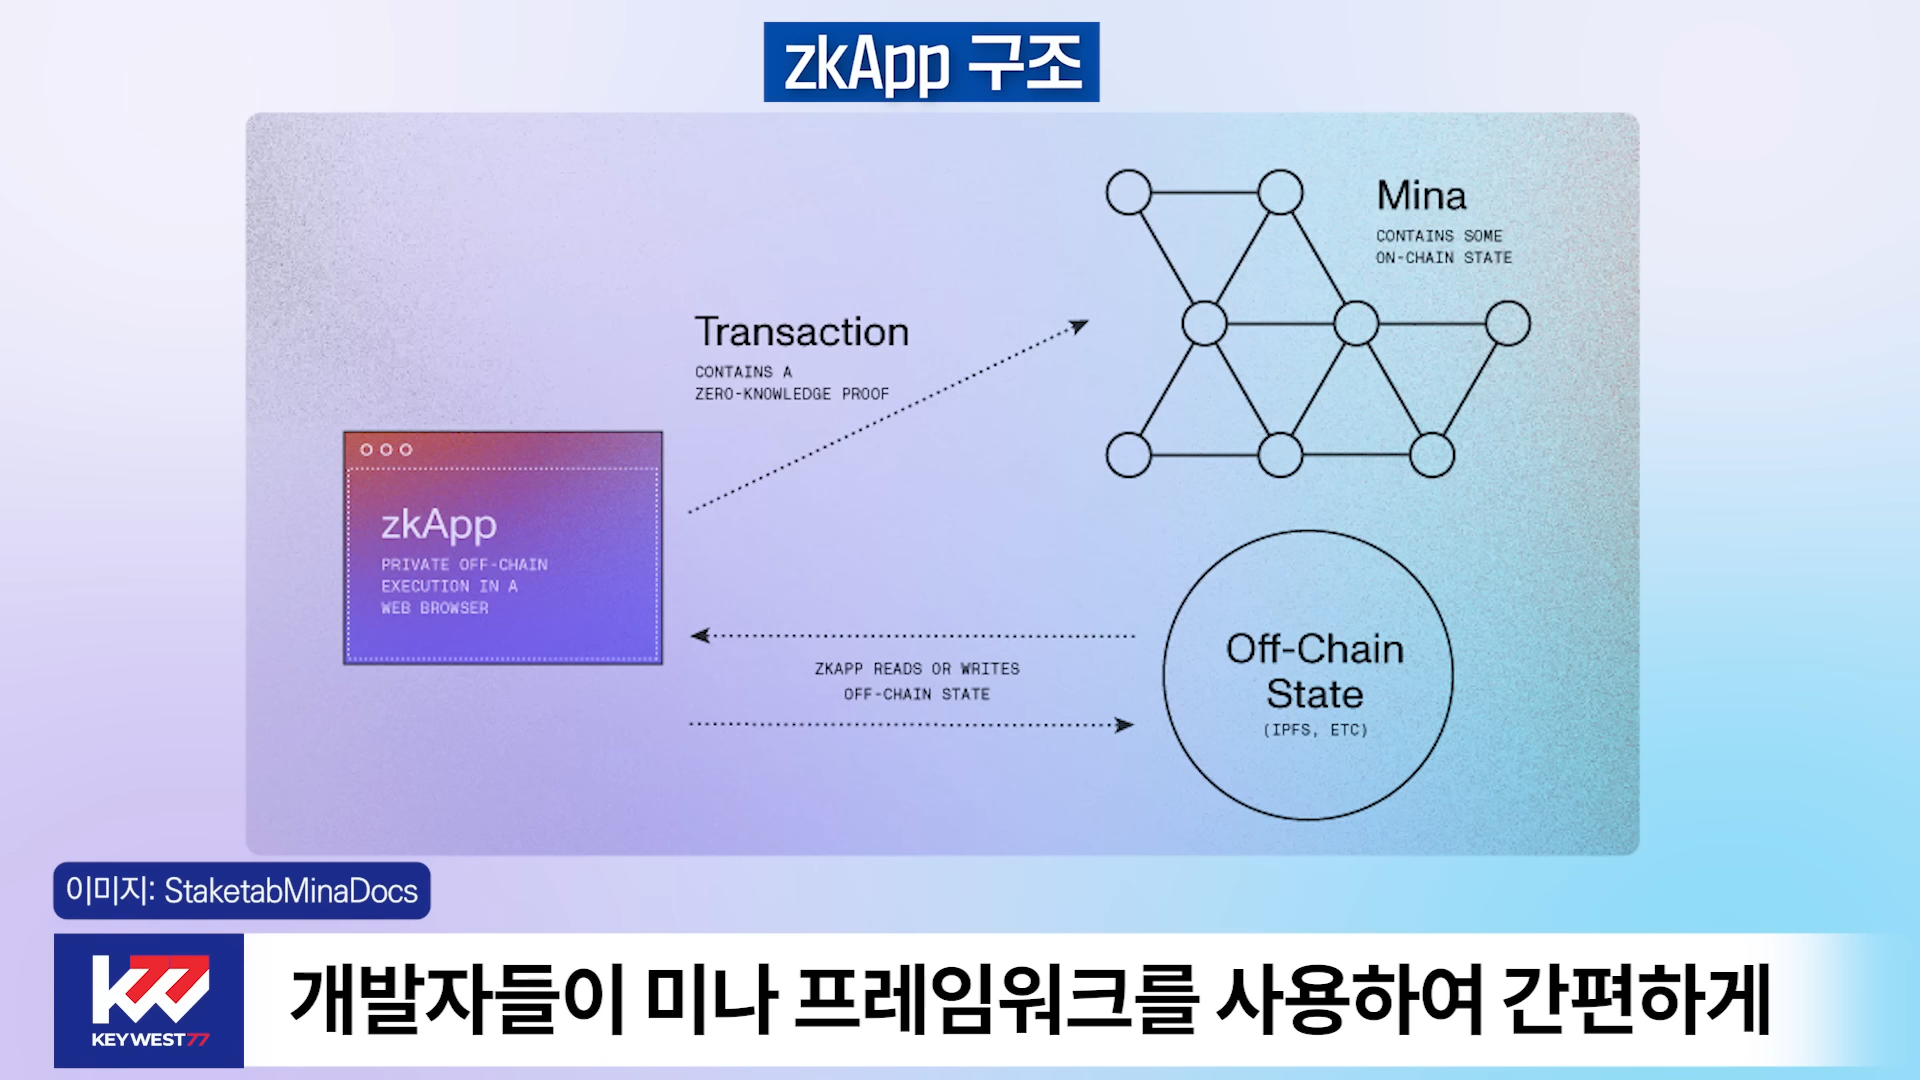 zkApp 구조
Mina
CONTAINS SOME
ON-CHAIN STATE
Transaction
CONTAINS A
ZERO-KNOWLEDGE PROOF
zkApp
PRIVATE OFF-CHAIN
EXECUTION IN A
WEB BROWSER
ZKAPP READS OR WRITES
OFF-CHAIN STATE
Off-Chain
State
(IPFS, ETC)
이미지: StaketabMinaDocs
K77
KEYWEST77
개발자들이 미나 프레임워크를 사용하여 간편하게